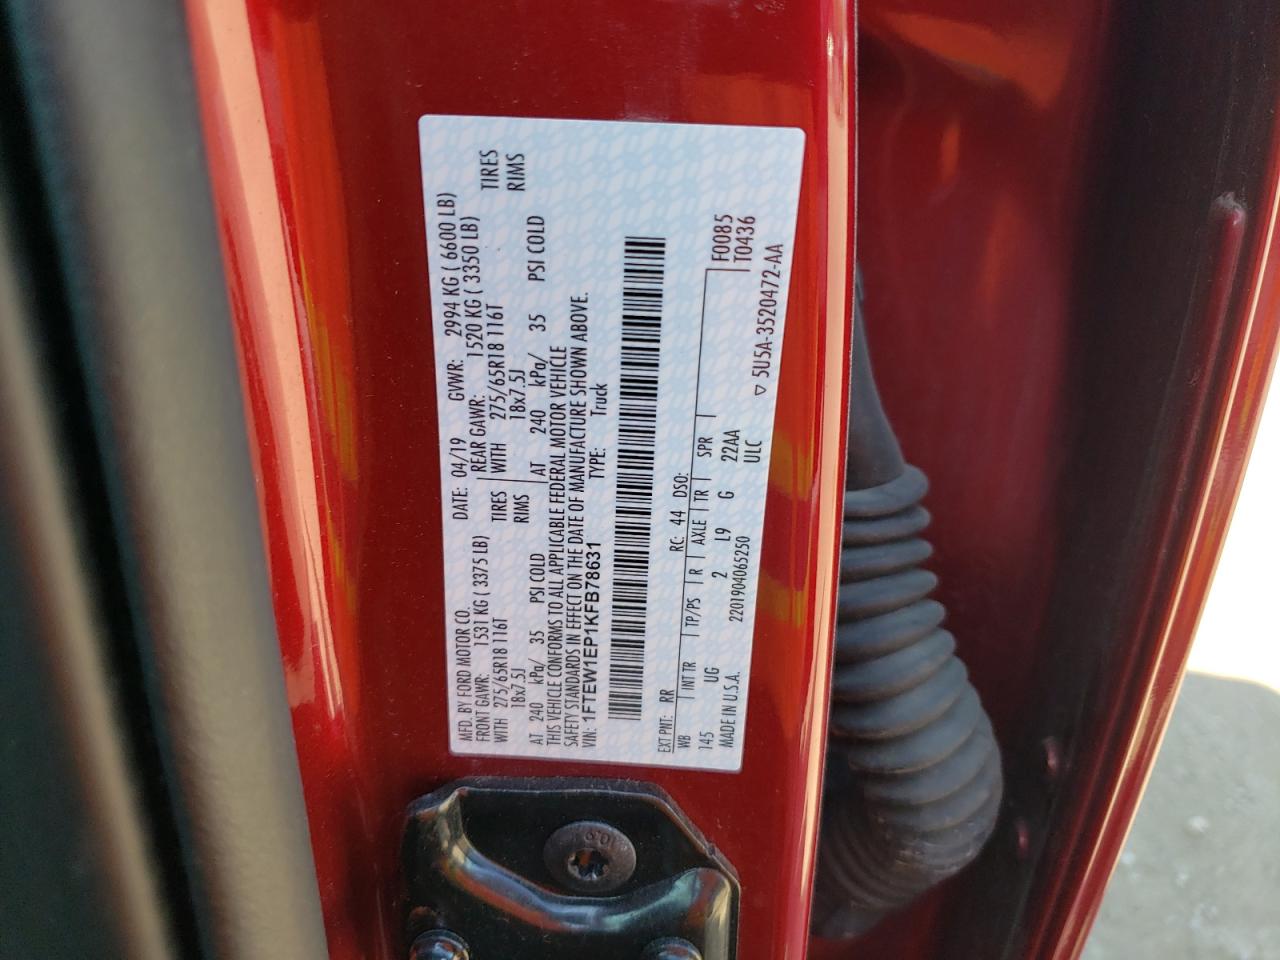 MFD. BY FORD MOTOR CO. DATE: 04/19 GVWR: 2994 KG ( 6600 LB)
FRONT GAWR: 1531 KG ( 3375 LB) REAR GAWR: 1520 KG ( 3350 LB)
WITH 275/65R18 116T TIRES WITH 275/65R18 116T TIRES
18x7.5J RIMS 18x7.5J RIMS
AT 240 kPa/ 35 PSI COLD AT 240 kPa/ 35 PSI COLD
THIS VEHICLE CONFORMS TO ALL APPLICABLE FEDERAL MOTOR VEHICLE
SAFETY STANDARDS IN EFFECT ON THE DATE OF MANUFACTURE SHOWN ABOVE.
VIN: 1FTEW1EP1KFB78631 TYPE: Truck
EXT PNT: RR RC: 44 DSO: F0085
WB INT TR TP/PS R AXLE TR SPR T0436
145 UG 2 L9 G 22AA
MADE IN U.S.A. 2201904065250 ULC
▽ 5U5A-3520472-AA